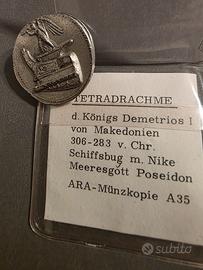 TETRADRACHME
d. Königs Demetrios I
von Makedonien
306-283 v. Chr.
Schiffsbug m. Nike
Meeresgott Poseidon
ARA-Münzkopie A35
subito